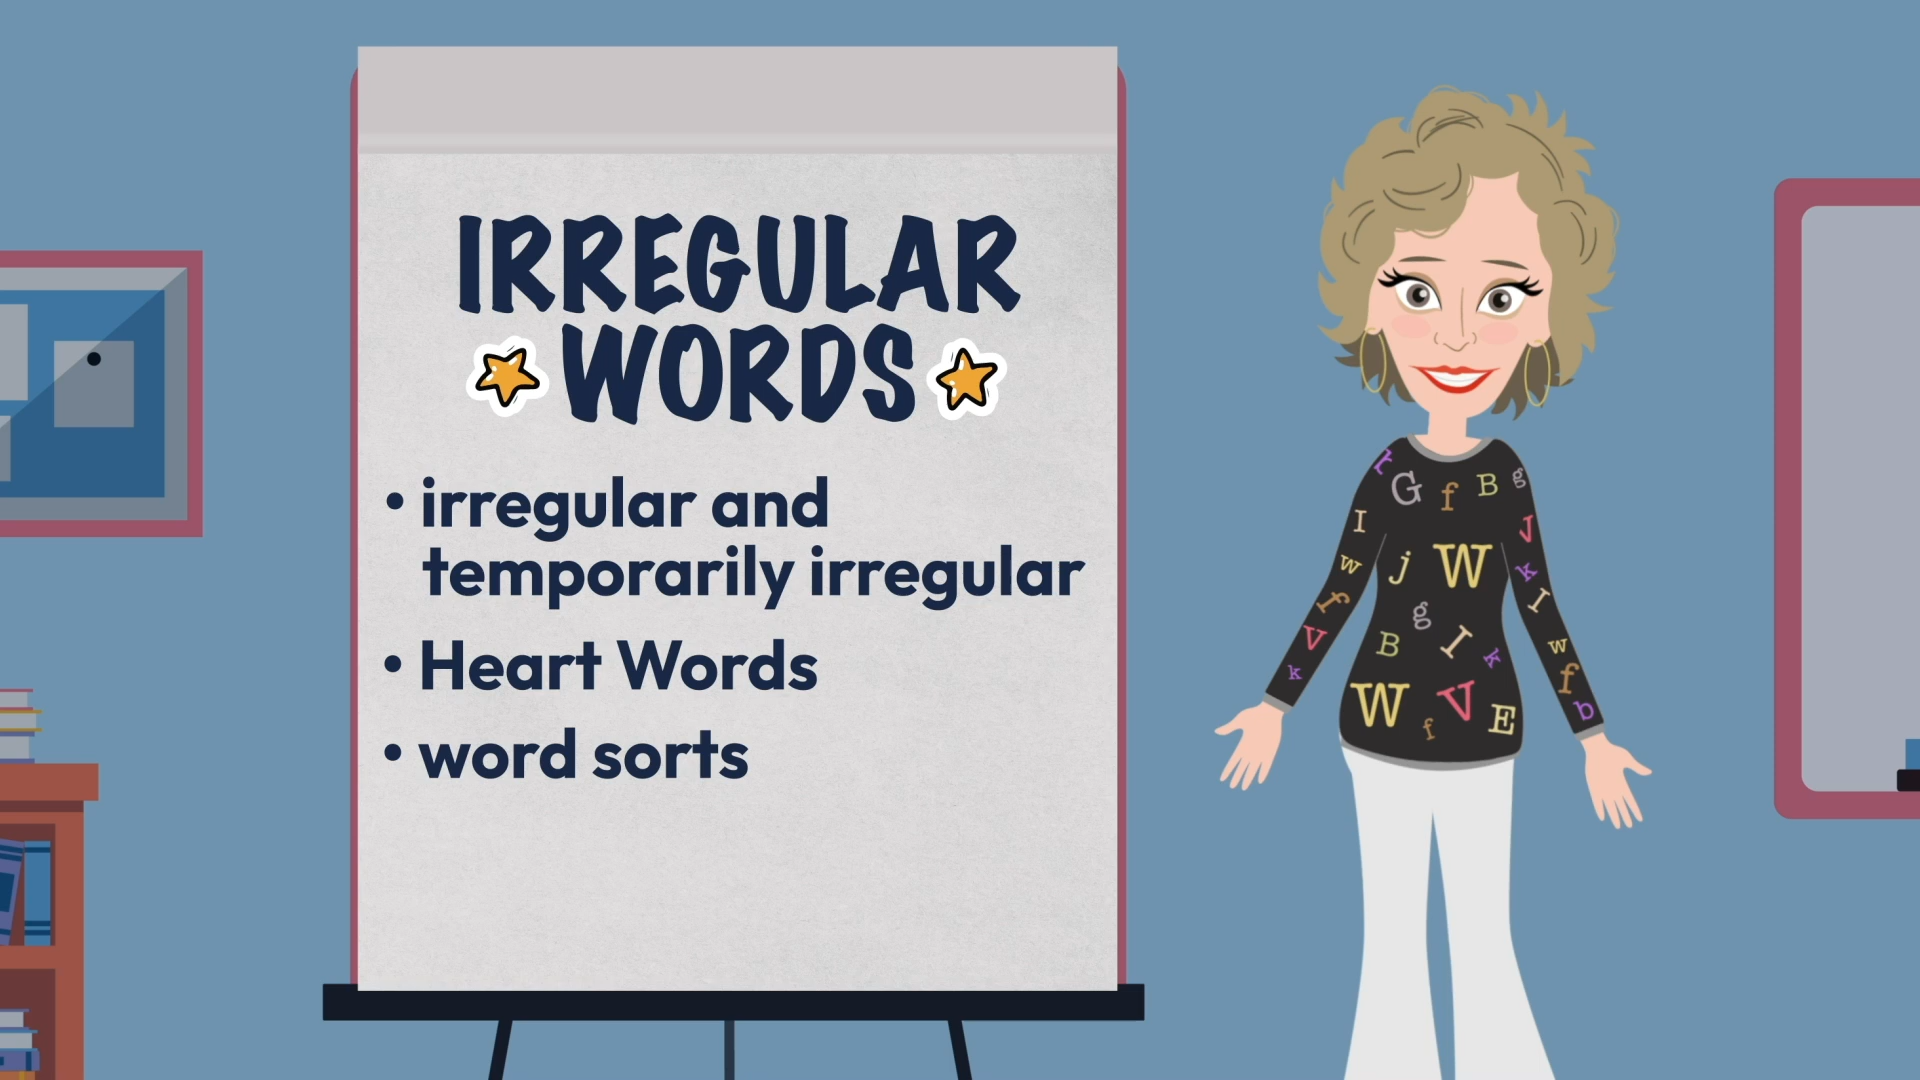 IRREGULAR
WORDS
• irregular and
temporarily irregular
• Heart Words
• word sorts
t G f B g
I V
w j W k
f g I
V B I k w
k f
W V E b
f